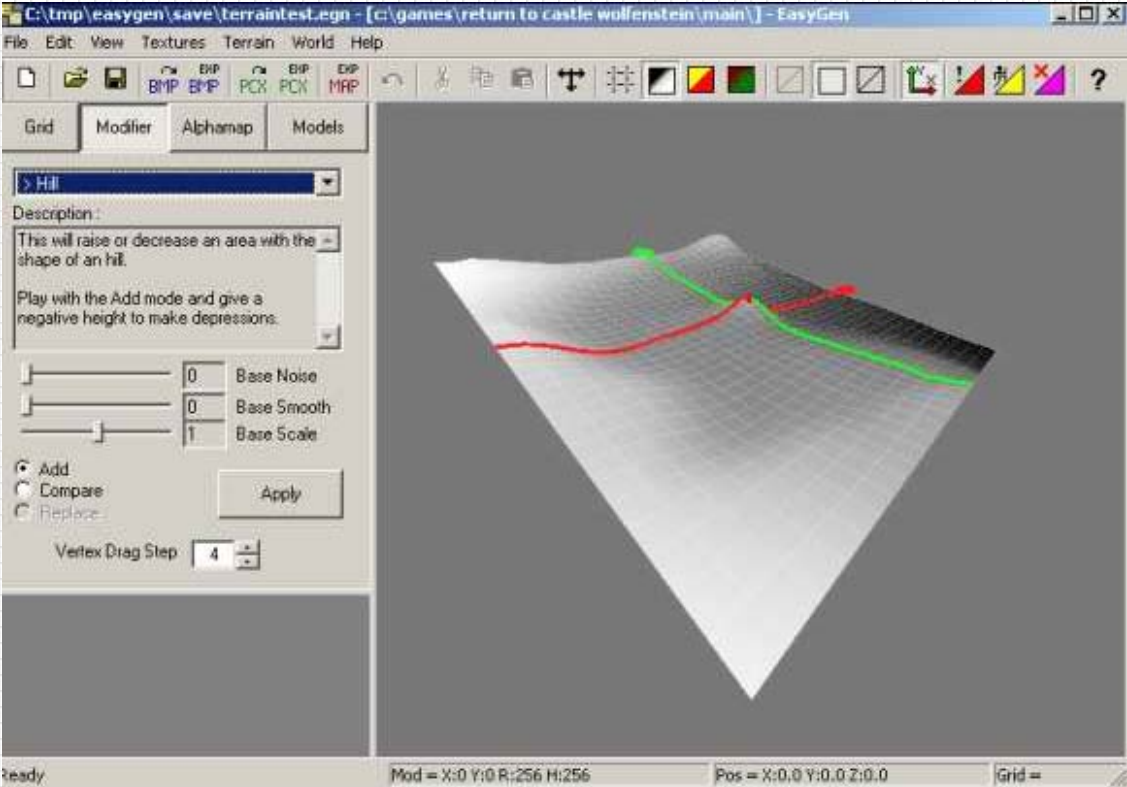 C:\tmp\easygen\save\terraintest.egn - [c:\games\return to castle wolfenstein\main\] - EasyGen
File Edit View Textures Terrain World Help
BMP EXP BMP PCX EXP PCX EXP MAP ?
Grid Modifier Alphamap Models
> Hill
Description :
This will raise or decrease an area with the
shape of an hill.
Play with the Add mode and give a
negative height to make depressions.
0 Base Noise
0 Base Smooth
1 Base Scale
Add
Compare
Apply
Replace
Vertex Drag Step 4
Ready
Mod = X:0 Y:0 R:256 H:256
Pos = X:0.0 Y:0.0 Z:0.0
Grid =